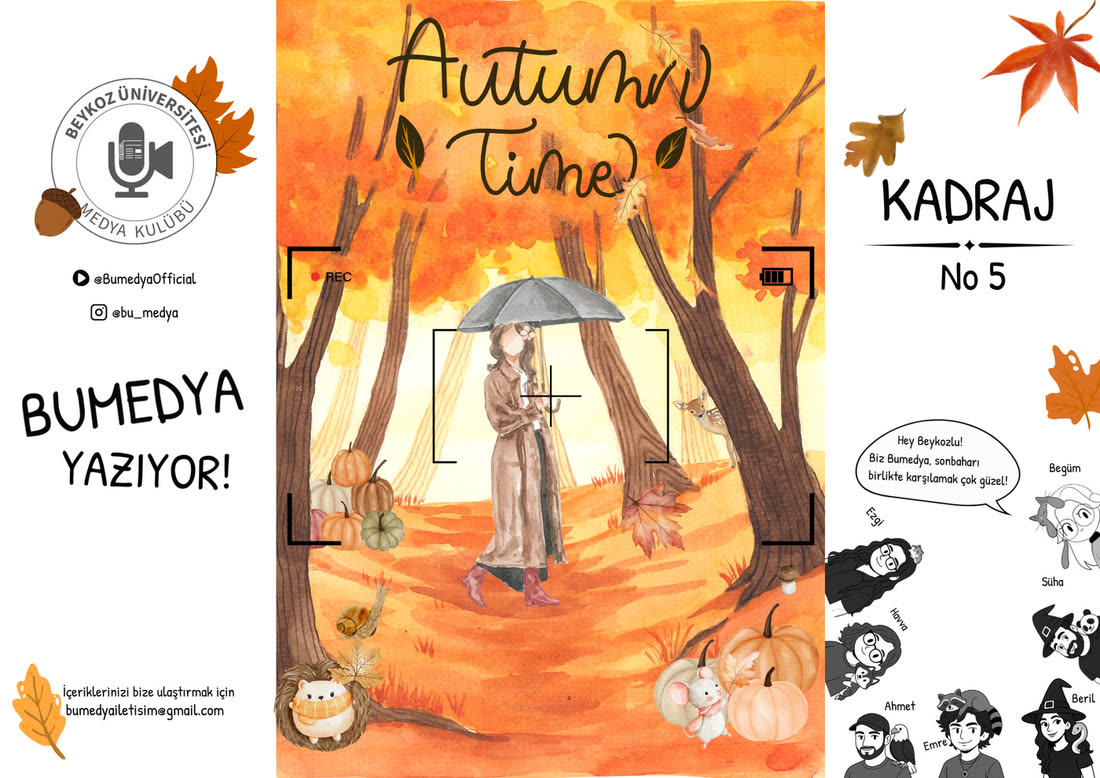 BEYKOZ ÜNİVERSİTESİ
MEDYA KULÜBÜ
@BumedyaOfficial
@bu_medya
BUMEDYA
YAZIYOR!
İçeriklerinizi bize ulaştırmak için
bumedyailetisim@gmail.com
Autumn
Time
REC
KADRAJ
No 5
Hey Beykozlu!
Biz Bumedya, sonbaharı
birlikte karşılamak çok güzel!
Begüm
Ezgi
Süha
Havva
Ahmet
Emre
Beril